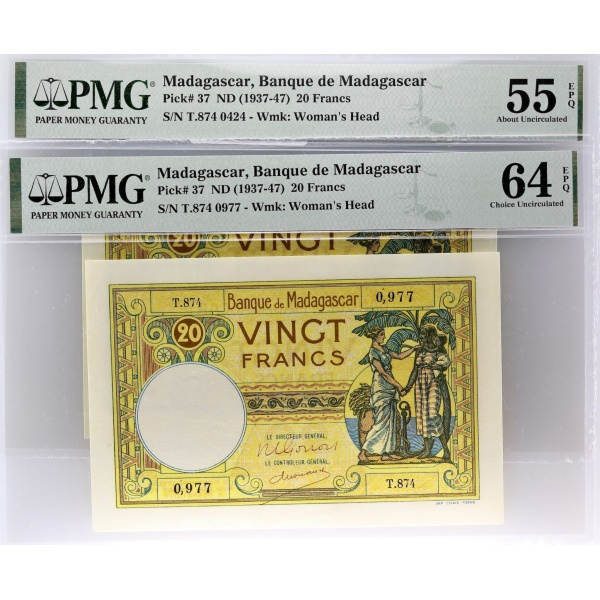 PMG
PAPER MONEY GUARANTY
Madagascar, Banque de Madagascar
Pick# 37 ND (1937-47) 20 Francs
S/N T.874 0424 - Wmk: Woman's Head
55 EPQ
About Uncirculated
PMG
PAPER MONEY GUARANTY
Madagascar, Banque de Madagascar
Pick# 37 ND (1937-47) 20 Francs
S/N T.874 0977 - Wmk: Woman's Head
64 EPQ
Choice Uncirculated
20 VINGT
T.874 Banque de Madagascar 0,977
20 VINGT
FRANCS
LE DIRECTEUR GÉNÉRAL,
LE CONTRÔLEUR GÉNÉRAL,
0,977 T.874